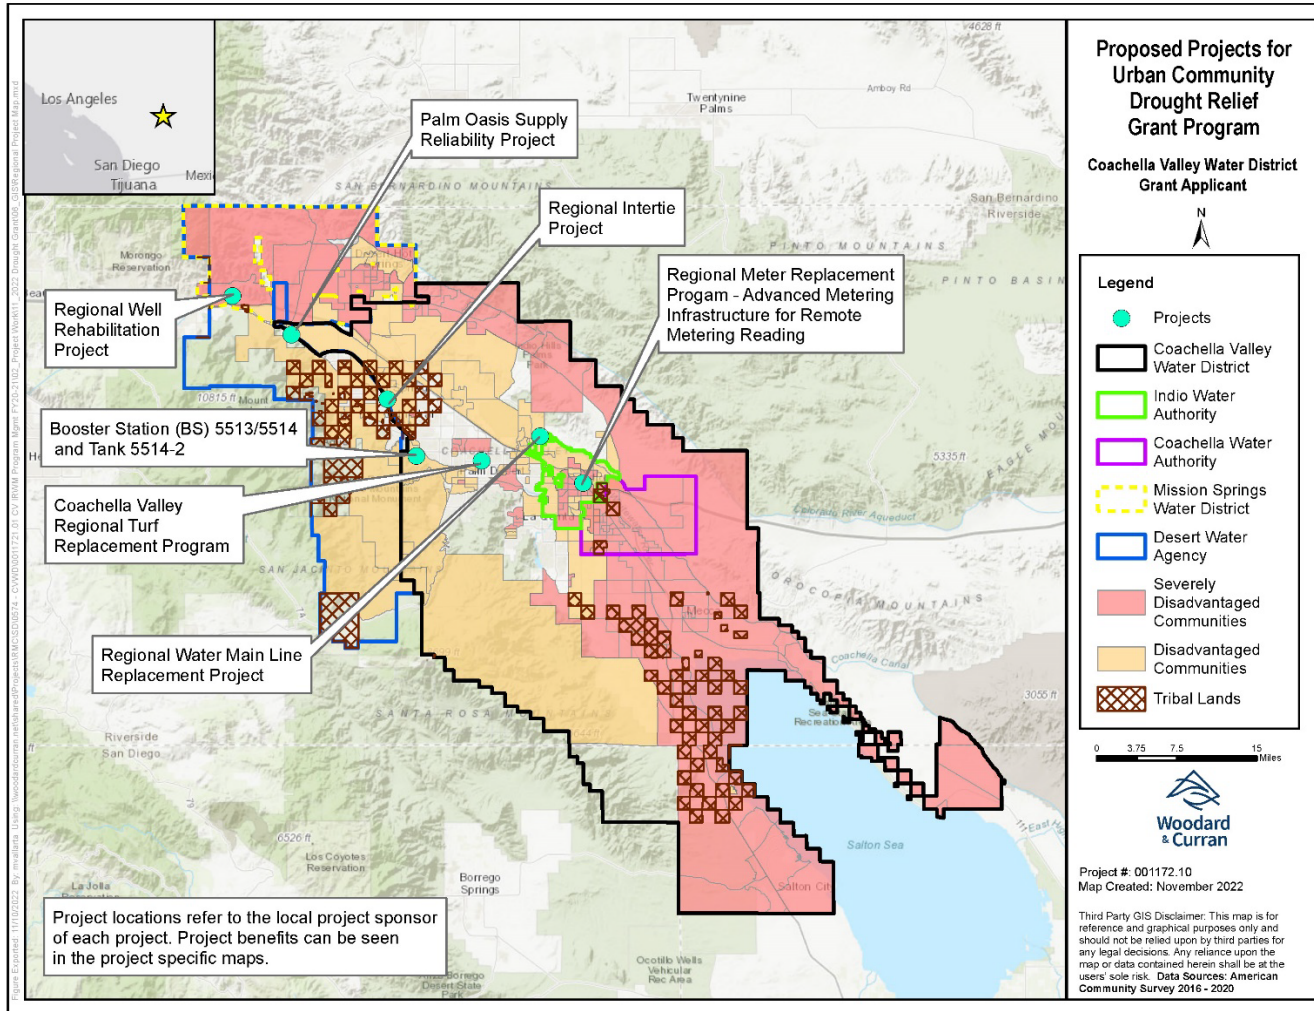 Los Angeles
San Diego
Tijuana
Twentynine
Palms
Amboy Rd
4628 ft
Palm Oasis Supply
Reliability Project
SAN BERNARDINO MOUNTAINS
San Bernardino
Riverside
Regional Intertie
Project
PINTO MOUNTAINS
PINTO BASIN
Morongo
Reservation
Regional Meter Replacement
Progam - Advanced Metering
Infrastructure for Remote
Metering Reading
Regional Well
Rehabilitation
Project
10815 ft
Mount
Booster Station (BS) 5513/5514
and Tank 5514-2
5335 ft
Coachella Valley
Regional Turf
Replacement Program
Colorado River Aqueduct
SAN JACINTO MOUNTAINS
OROCOPIA MOUNTAINS
Regional Water Main Line
Replacement Project
Coachella Canal
3055 ft
SANTA ROSA MOUNTAINS
Riverside
San Diego
6526 ft
Los Coyotes
Reservation
La Jolla
Borrego
Springs
Salton Sea
Salton City
Project locations refer to the local project sponsor
of each project. Project benefits can be seen
in the project specific maps.
Desert State
Park
Ocotillo Wells
Vehicular
Rec Area
Proposed Projects for
Urban Community
Drought Relief
Grant Program
Coachella Valley Water District
Grant Applicant
N
Legend
Projects
Coachella Valley
Water District
Indio Water
Authority
Coachella Water
Authority
Mission Springs
Water District
Desert Water
Agency
Severely
Disadvantaged
Communities
Disadvantaged
Communities
Tribal Lands
0 3.75 7.5 15
Miles
Woodard
& Curran
Project #: 001172.10
Map Created: November 2022
Third Party GIS Disclaimer: This map is for
reference and graphical purposes only and
should not be relied upon by third parties for
any legal decisions. Any reliance upon the
map or data contained herein shall be at the
users' sole risk. Data Sources: American
Community Survey 2016 - 2020